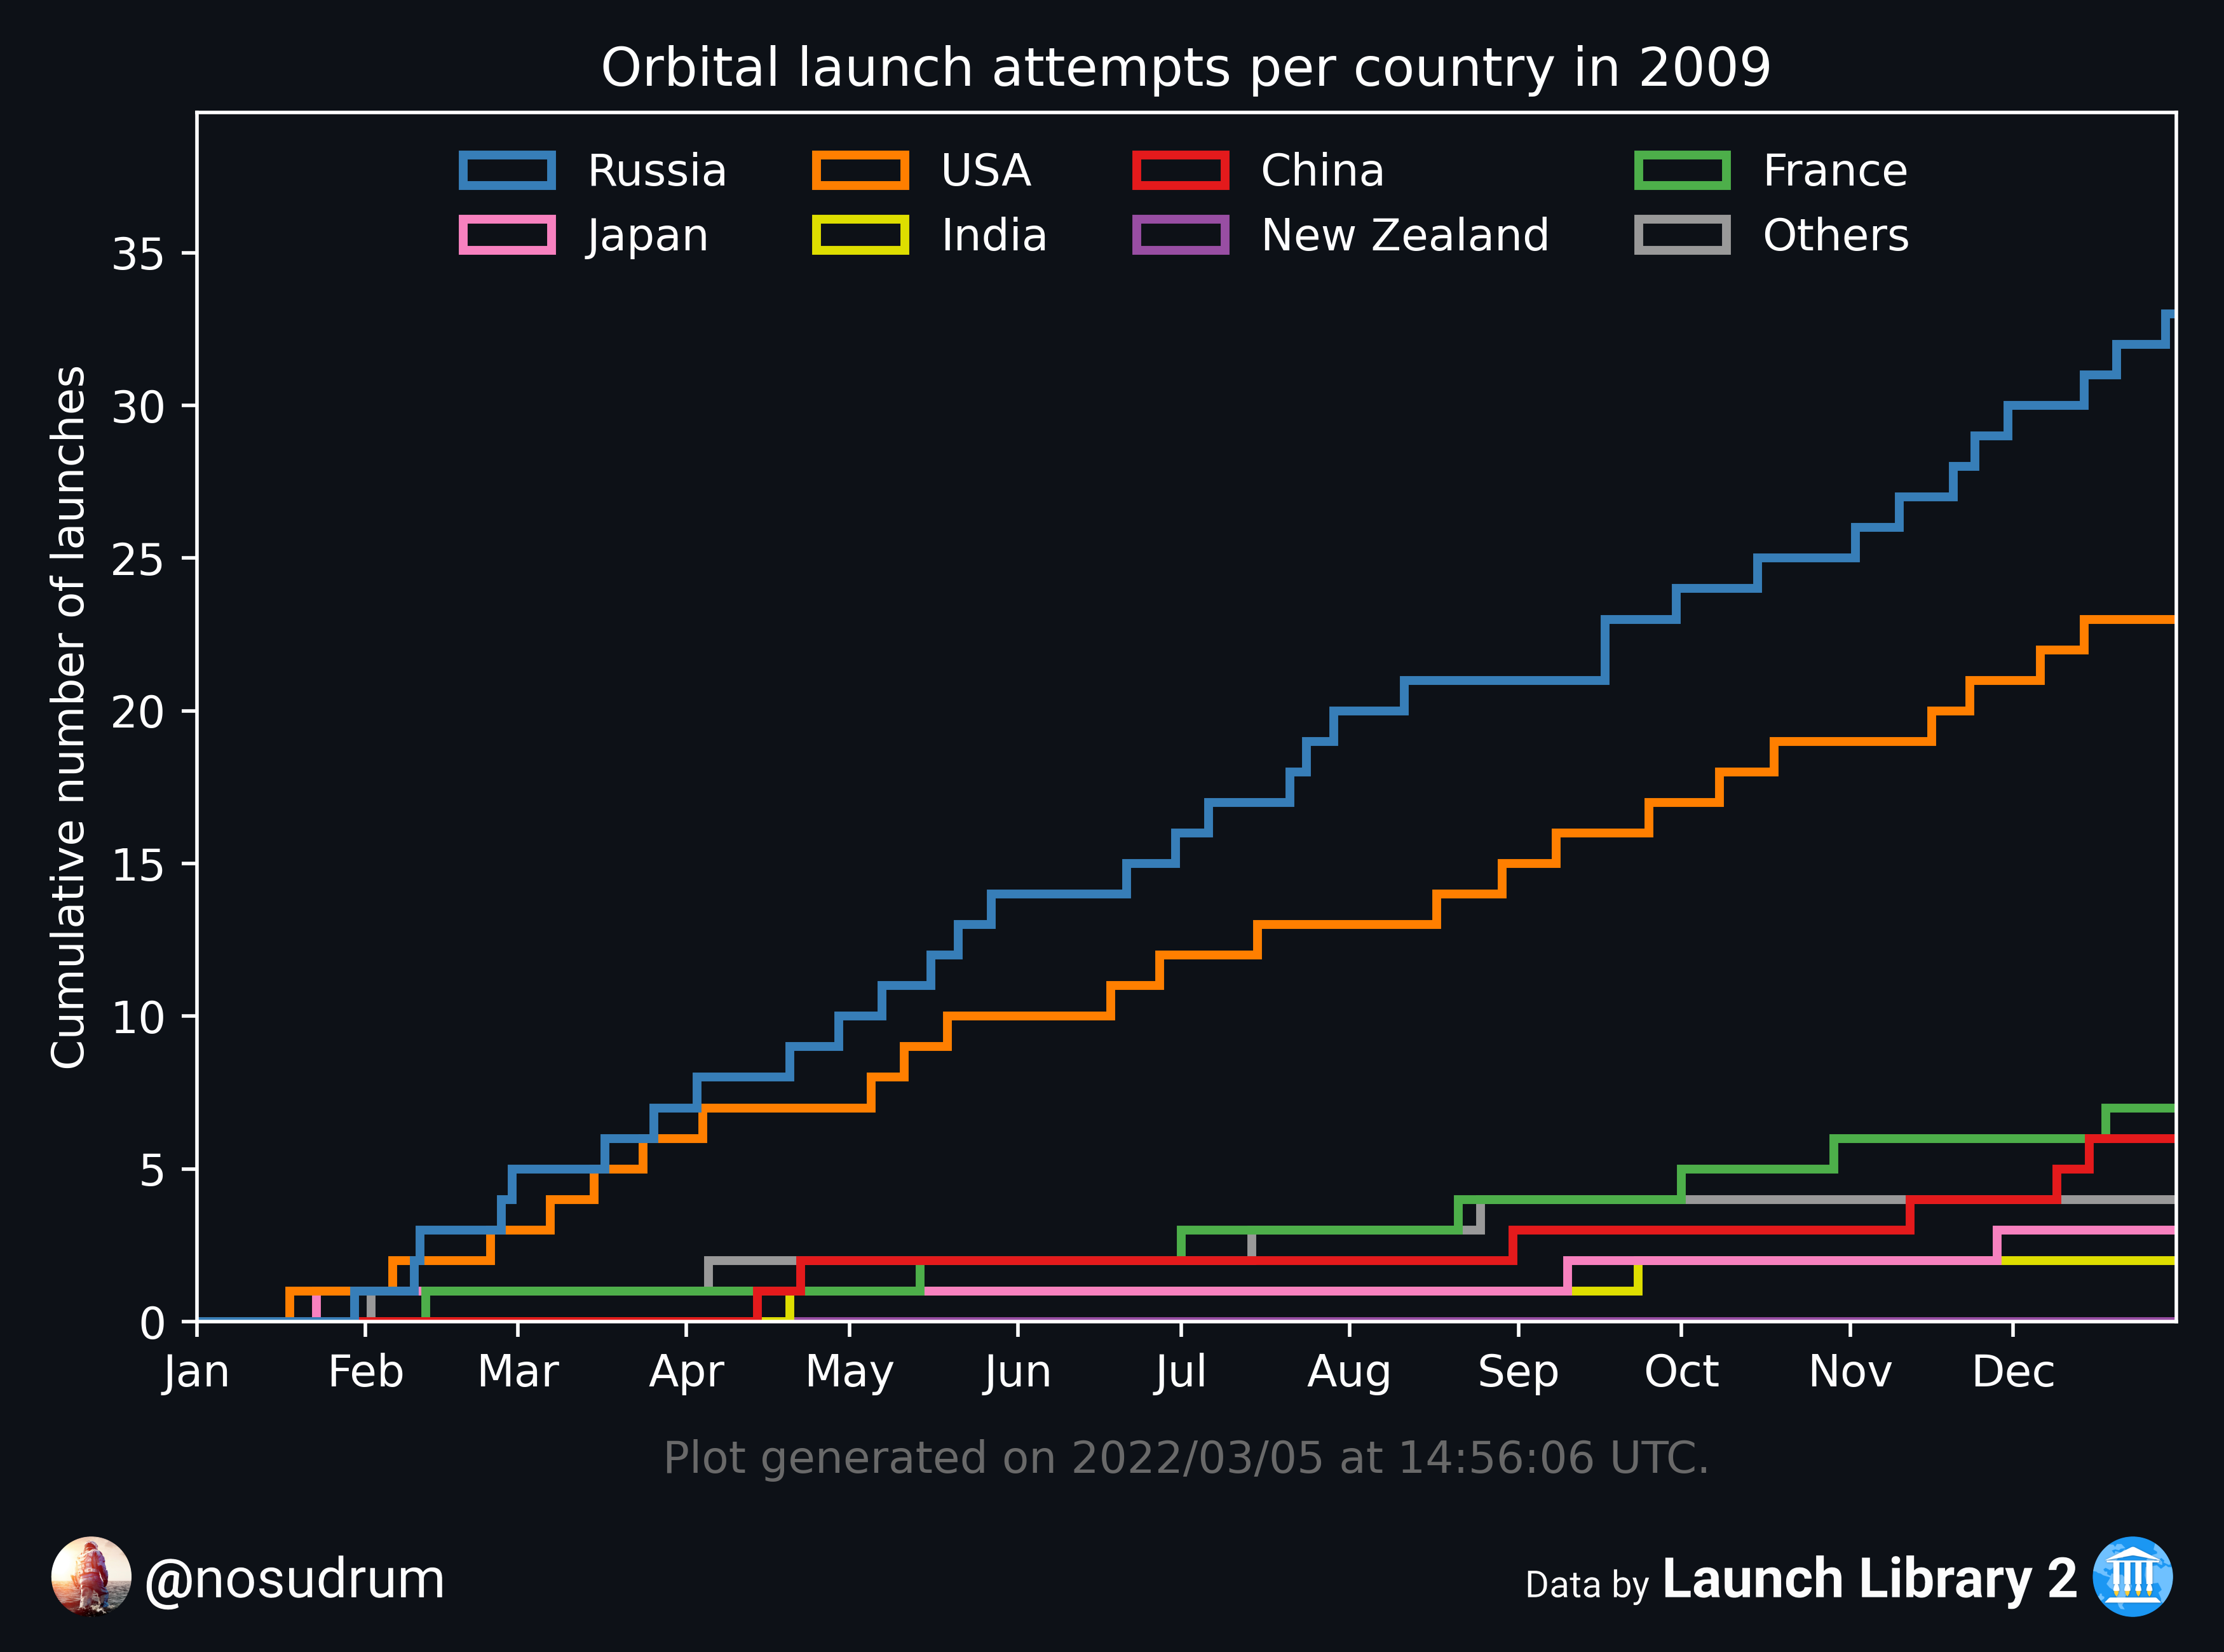 Orbital launch attempts per country in 2009
Russia USA China France
Japan India New Zealand Others
Cumulative number of launches
35
30
25
20
15
10
5
0
Jan Feb Mar Apr May Jun Jul Aug Sep Oct Nov Dec
Plot generated on 2022/03/05 at 14:56:06 UTC.
@nosudrum
Data by Launch Library 2